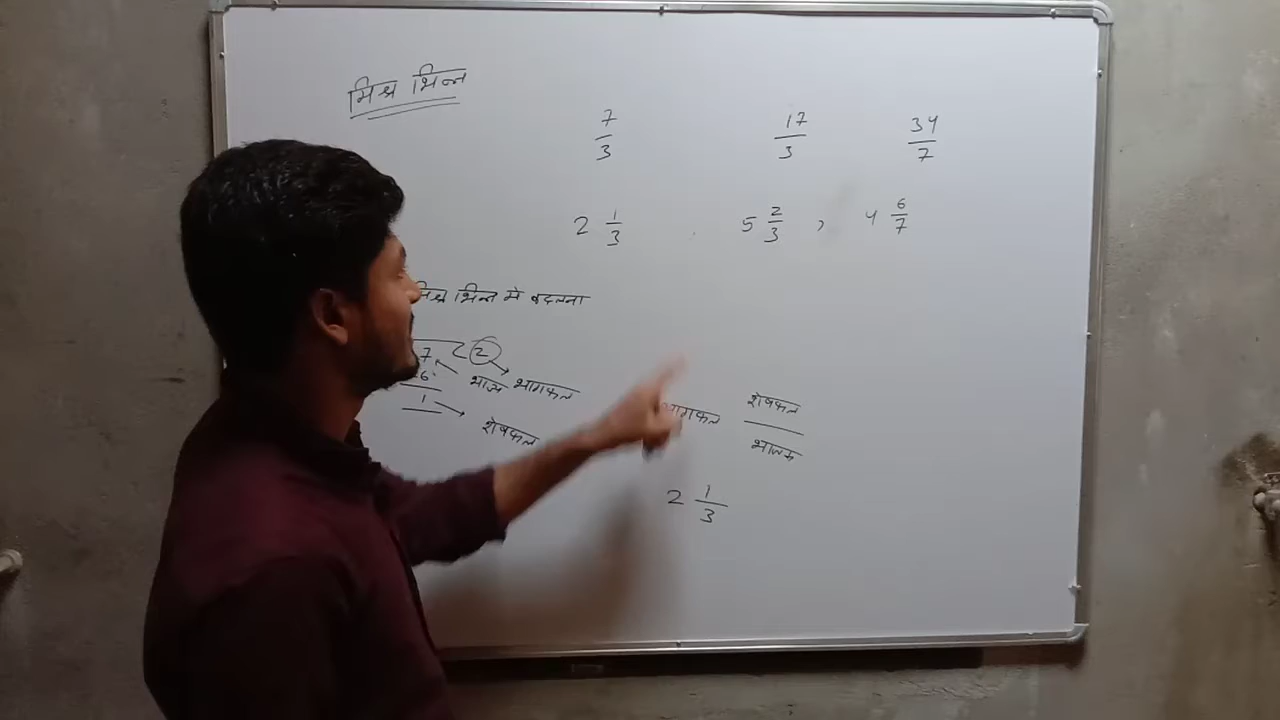 मिश्र भिन्न
7/3 17/3 34/7
2 1/3 5 2/3 , 4 6/7
मिश्र भिन्न मे बदलना
7 2
6 भाज्य भागफल
1 शेषफल
भागफल शेषफल/भाजक
2 1/3